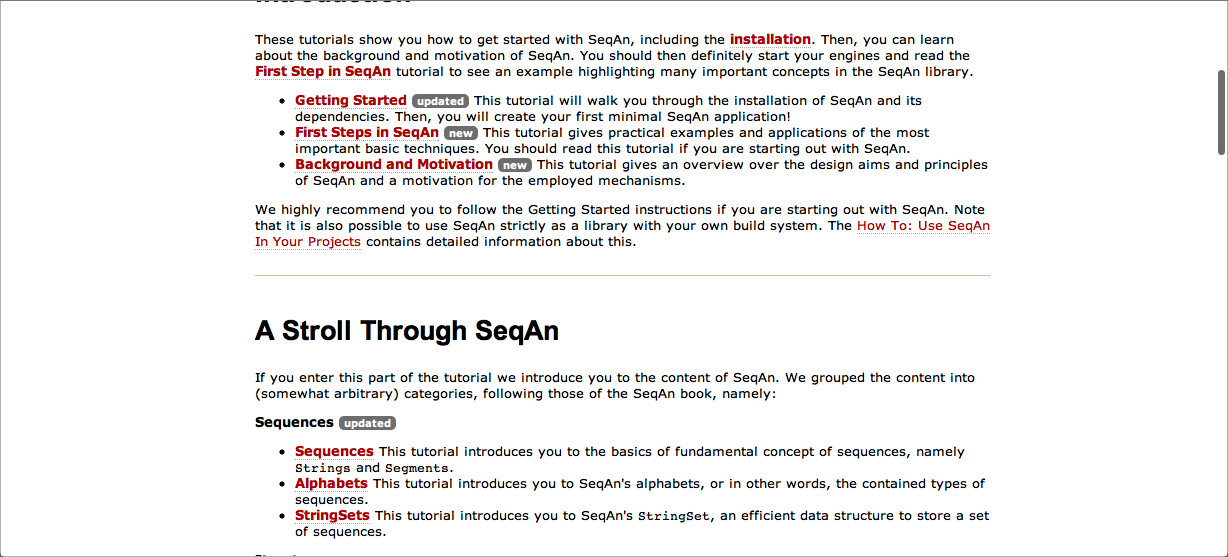 These tutorials show you how to get started with SeqAn, including the installation. Then, you can learn
about the background and motivation of SeqAn. You should then definitely start your engines and read the
First Step in SeqAn tutorial to see an example highlighting many important concepts in the SeqAn library.
• Getting Started updated This tutorial will walk you through the installation of SeqAn and its
dependencies. Then, you will create your first minimal SeqAn application!
• First Steps in SeqAn new This tutorial gives practical examples and applications of the most
important basic techniques. You should read this tutorial if you are starting out with SeqAn.
• Background and Motivation new This tutorial gives an overview over the design aims and principles
of SeqAn and a motivation for the employed mechanisms.
We highly recommend you to follow the Getting Started instructions if you are starting out with SeqAn. Note
that it is also possible to use SeqAn strictly as a library with your own build system. The How To: Use SeqAn
In Your Projects contains detailed information about this.
A Stroll Through SeqAn
If you enter this part of the tutorial we introduce you to the content of SeqAn. We grouped the content into
(somewhat arbitrary) categories, following those of the SeqAn book, namely:
Sequences updated
• Sequences This tutorial introduces you to the basics of fundamental concept of sequences, namely
Strings and Segments.
• Alphabets This tutorial introduces you to SeqAn's alphabets, or in other words, the contained types of
sequences.
• StringSets This tutorial introduces you to SeqAn's StringSet, an efficient data structure to store a set
of sequences.